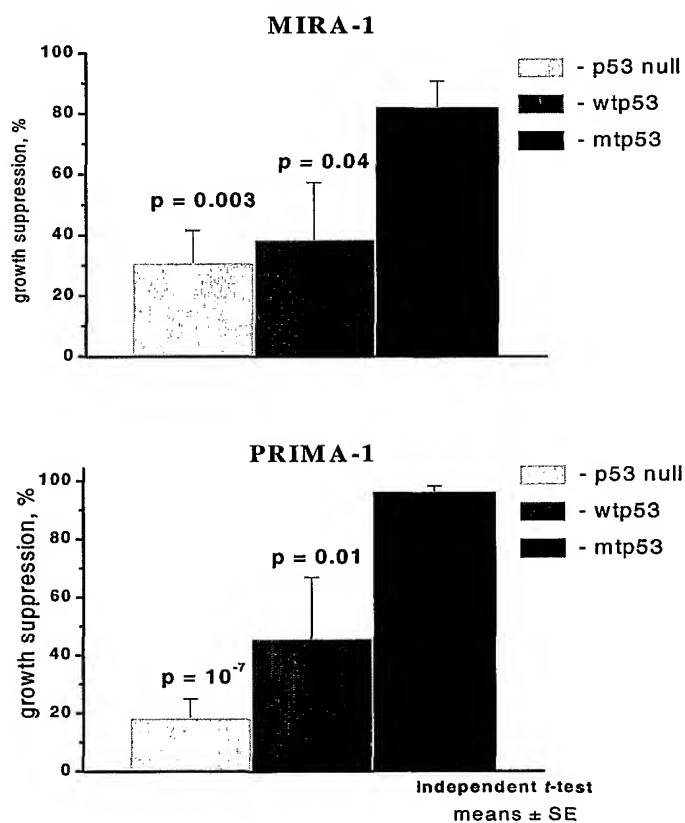 MIRA-1
100
80
60
40
20
0
growth suppression, %
p = 0.003
p = 0.04
- p53 null
- wtp53
- mtp53
PRIMA-1
100
80
60
40
20
0
growth suppression, %
p = 10⁻⁷
p = 0.01
- p53 null
- wtp53
- mtp53
Independent t-test
means ± SE